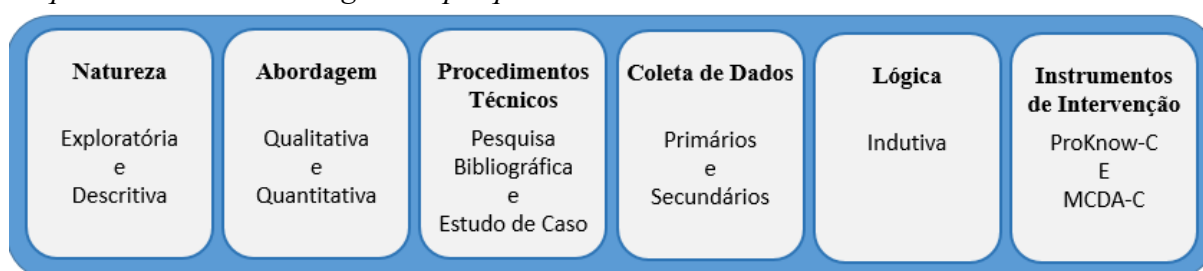 Natureza
Exploratória
e
Descritiva
Abordagem
Qualitativa
e
Quantitativa
Procedimentos
Técnicos
Pesquisa
Bibliográfica
e
Estudo de Caso
Coleta de Dados
Primários
e
Secundários
Lógica
Indutiva
Instrumentos
de Intervenção
ProKnow-C
E
MCDA-C